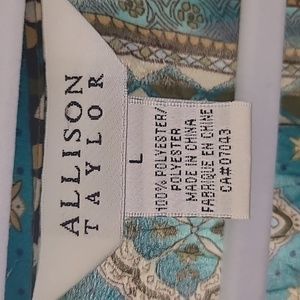 ALLISON
TAYLOR
L
100% POLYESTER/
POLYESTER
MADE IN CHINA
FABRIQUE EN CHINE
CA#07043